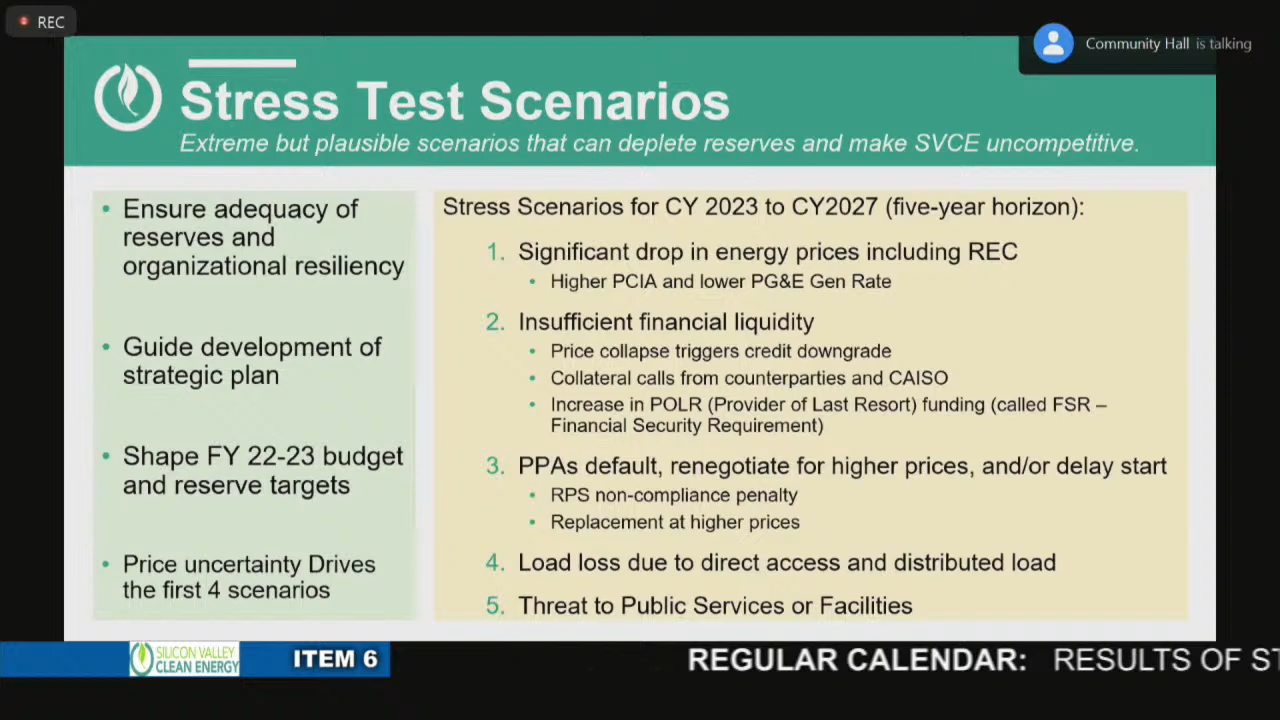 REC
Community Hall is talking
Stress Test Scenarios
Extreme but plausible scenarios that can deplete reserves and make SVCE uncompetitive.
• Ensure adequacy of
reserves and
organizational resiliency
• Guide development of
strategic plan
• Shape FY 22-23 budget
and reserve targets
• Price uncertainty Drives
the first 4 scenarios
Stress Scenarios for CY 2023 to CY2027 (five-year horizon):
1. Significant drop in energy prices including REC
• Higher PCIA and lower PG&E Gen Rate
2. Insufficient financial liquidity
• Price collapse triggers credit downgrade
• Collateral calls from counterparties and CAISO
• Increase in POLR (Provider of Last Resort) funding (called FSR –
Financial Security Requirement)
3. PPAs default, renegotiate for higher prices, and/or delay start
• RPS non-compliance penalty
• Replacement at higher prices
4. Load loss due to direct access and distributed load
5. Threat to Public Services or Facilities
SILICON VALLEY
CLEAN ENERGY
ITEM 6
REGULAR CALENDAR: RESULTS OF ST